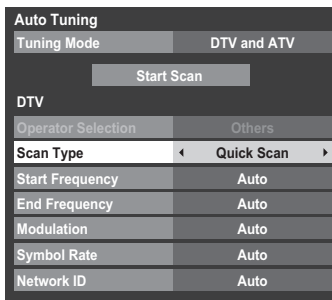 Auto Tuning
Tuning Mode DTV and ATV
Start Scan
DTV
Operator Selection Others
Scan Type Quick Scan
Start Frequency Auto
End Frequency Auto
Modulation Auto
Symbol Rate Auto
Network ID Auto